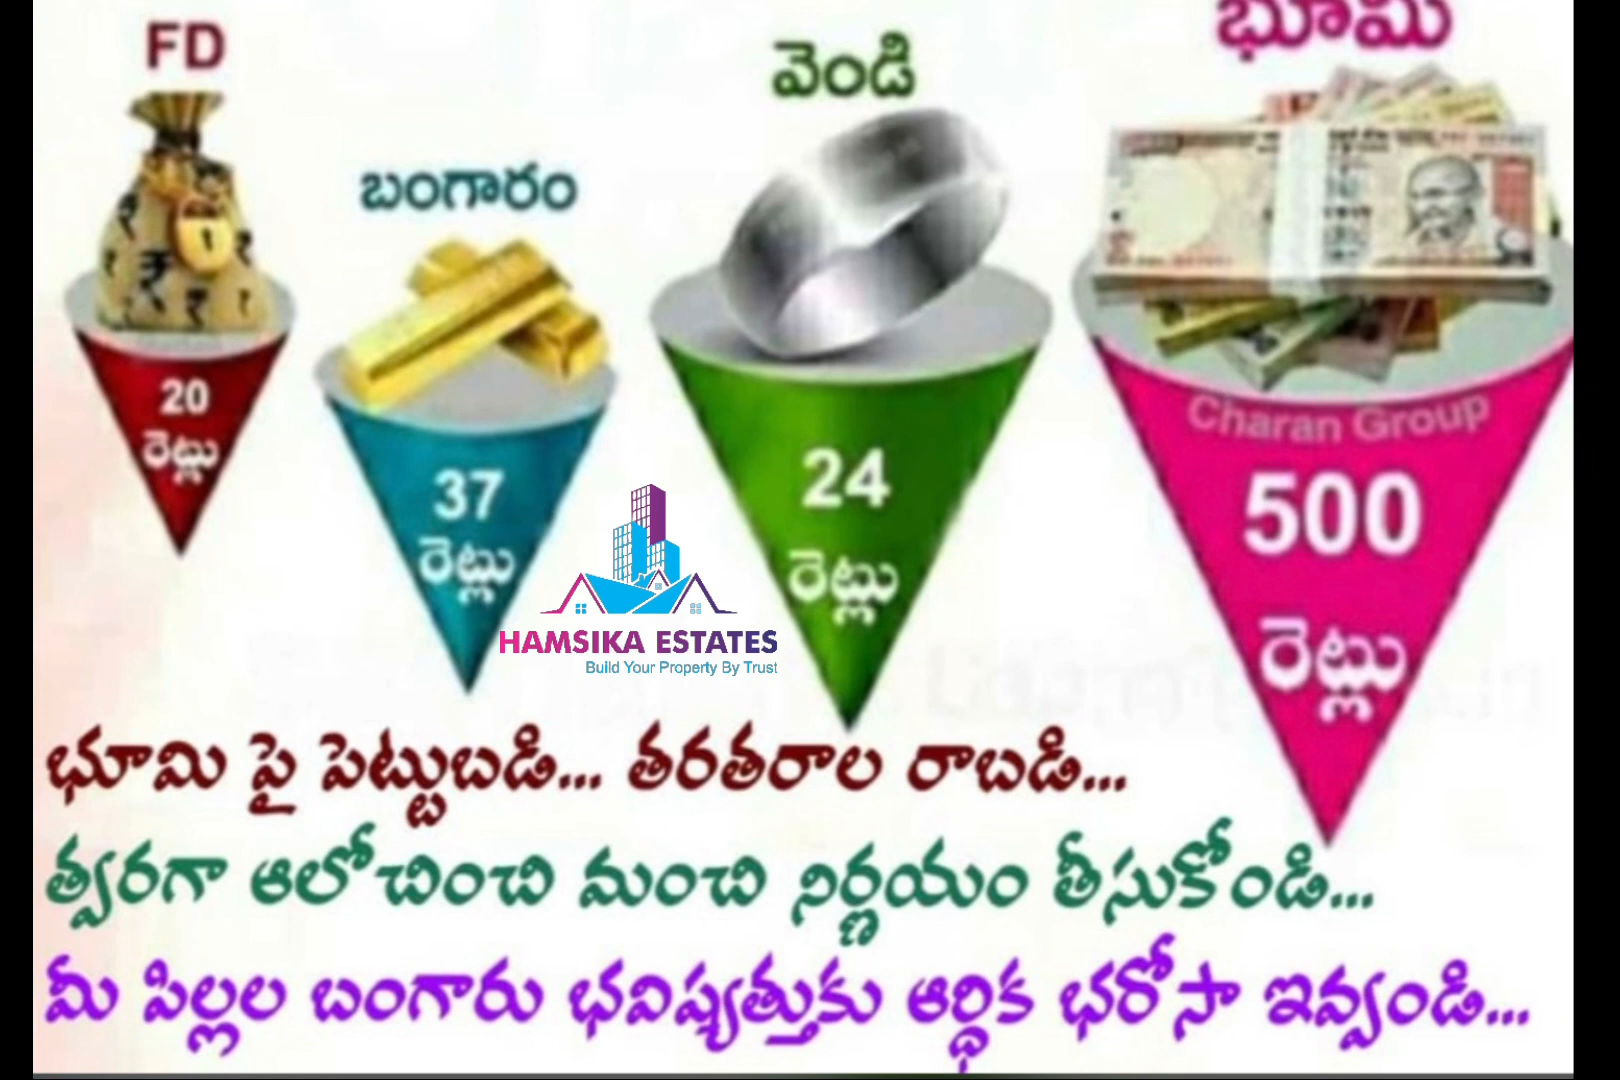 FD
బంగారం
వెండి
భూమి
20
రెట్లు
37
రెట్లు
24
రెట్లు
Charan Group
500
రెట్లు
HAMSIKA ESTATES
Build Your Property By Trust
భూమి పై పెట్టుబడి... తరతరాల రాబడి...
త్వరగా ఆలోచించి మంచి నిర్ణయం తీసుకోండి...
మీ పిల్లల బంగారు భవిష్యత్తుకు ఆర్ధిక భరోసా ఇవ్వండి...